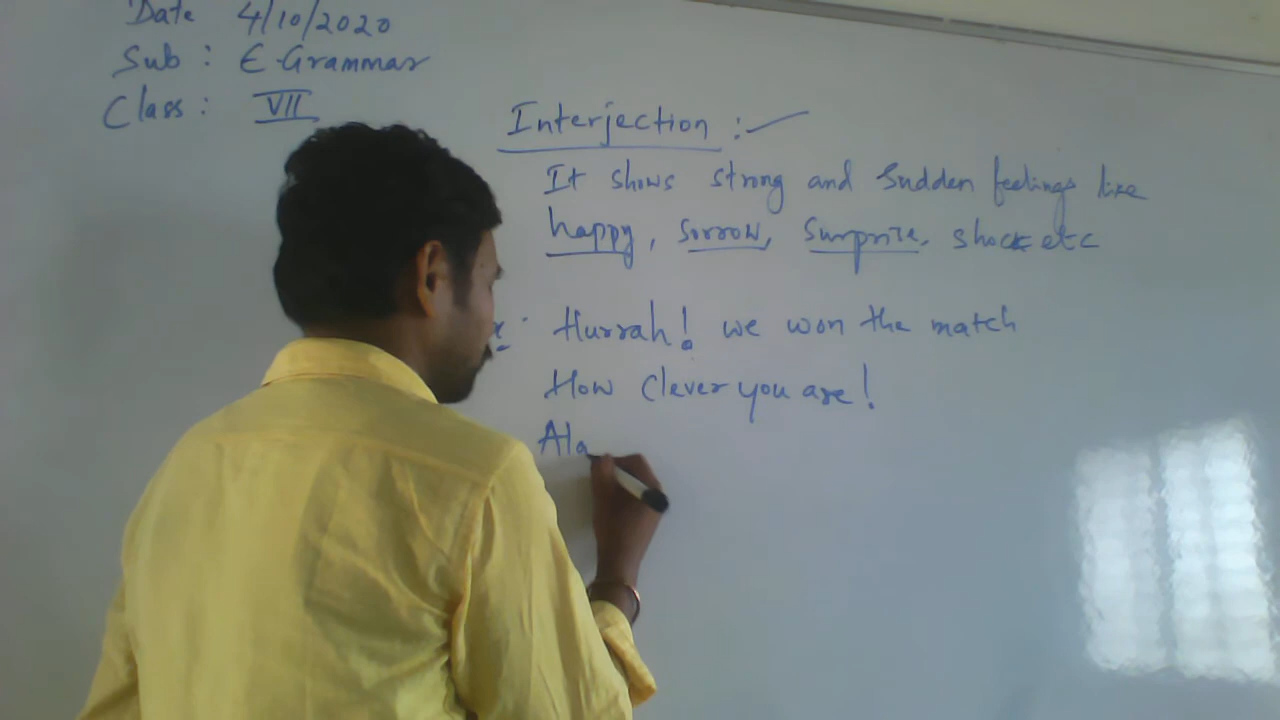 Date 4/10/2020
Sub : E-Grammar
Class : VII
Interjection :
It shows strong and sudden feelings like
happy, sorrow, surprise, shock etc
: Hurrah! we won the match
How clever you are!
Ala